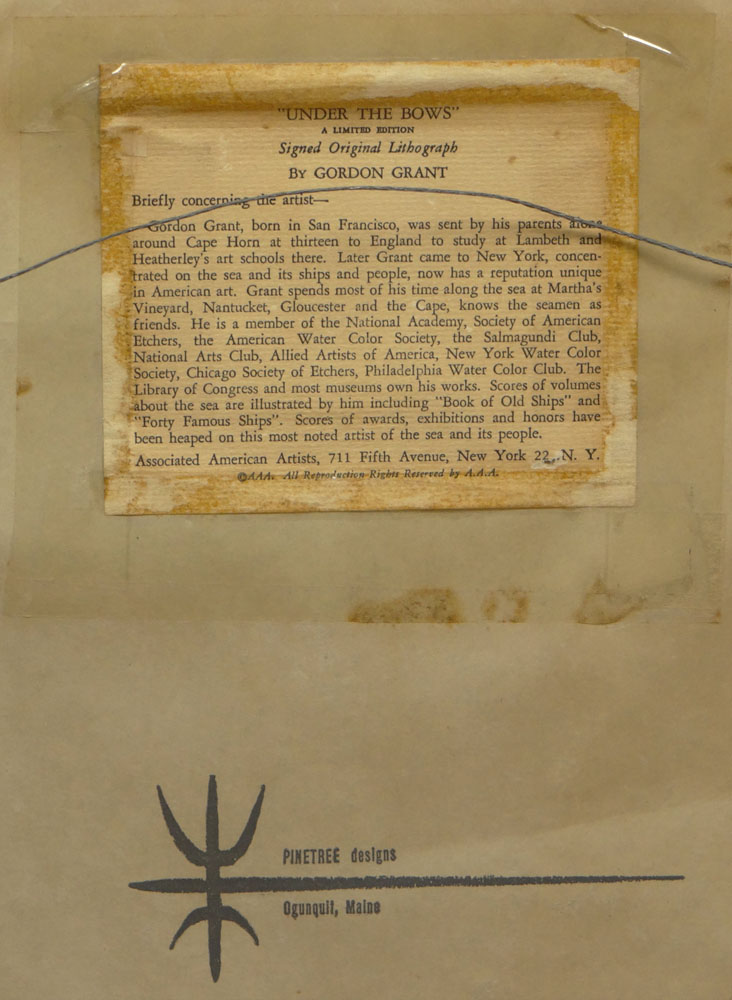 "UNDER THE BOWS"
A LIMITED EDITION
Signed Original Lithograph
By GORDON GRANT
Briefly concerning the artist—
Gordon Grant, born in San Francisco, was sent by his parents alone
around Cape Horn at thirteen to England to study at Lambeth and
Heatherley's art schools there. Later Grant came to New York, concen-
trated on the sea and its ships and people, now has a reputation unique
in American art. Grant spends most of his time along the sea at Martha's
Vineyard, Nantucket, Gloucester and the Cape, knows the seamen as
friends. He is a member of the National Academy, Society of American
Etchers, the American Water Color Society, the Salmagundi Club,
National Arts Club, Allied Artists of America, New York Water Color
Society, Chicago Society of Etchers, Philadelphia Water Color Club. The
Library of Congress and most museums own his works. Scores of volumes
about the sea are illustrated by him including "Book of Old Ships" and
"Forty Famous Ships". Scores of awards, exhibitions and honors have
been heaped on this most noted artist of the sea and its people.
Associated American Artists, 711 Fifth Avenue, New York 22, N. Y.
©AAA. All Reproduction Rights Reserved by A.A.A.
PINETREE designs
Ogunquit, Maine